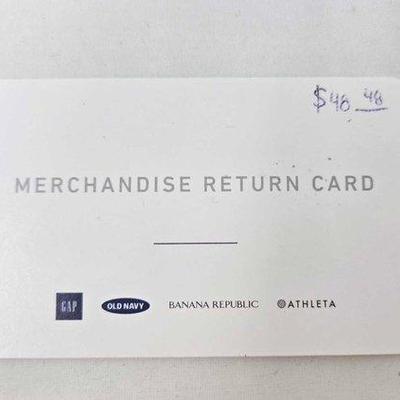 $48 48
MERCHANDISE RETURN CARD
GAP OLD NAVY BANANA REPUBLIC ATHLETA